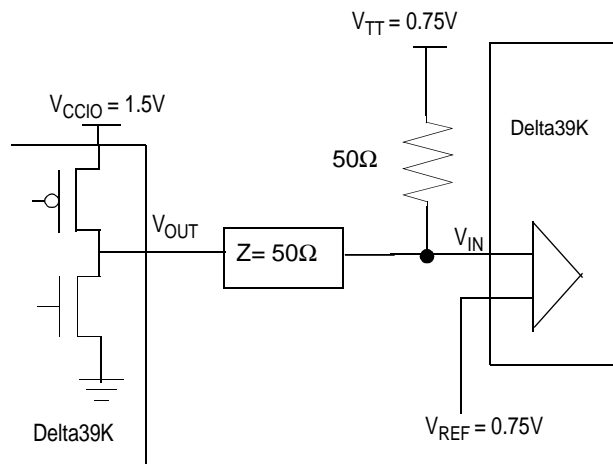 V_TT = 0.75V
V_CCIO = 1.5V
Delta39K
50Ω
V_OUT
V_IN
Z= 50Ω
V_REF = 0.75V
Delta39K